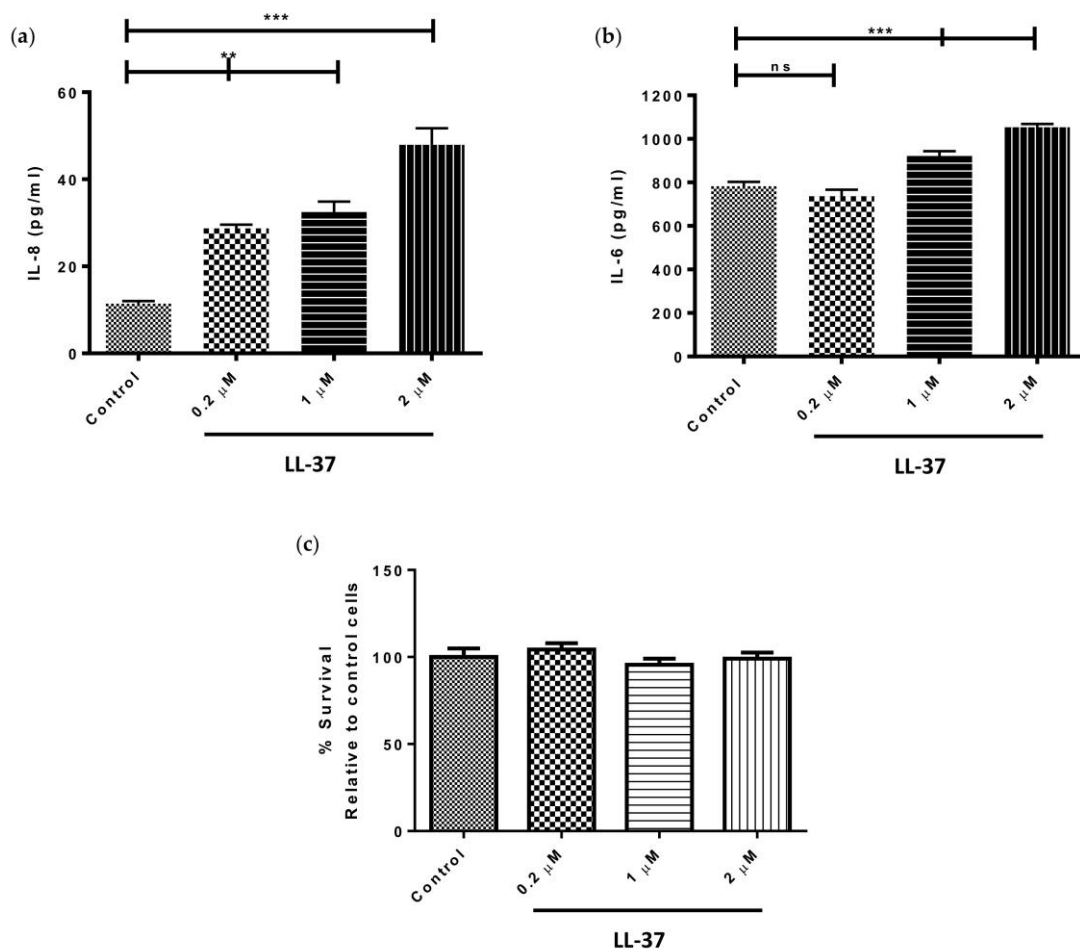 (a)
***
**
IL-8 (pg/ml)
60
40
20
0
Control
0.2 μM
1 μM
2 μM
LL-37
(b)
***
ns
IL-6 (pg/ml)
1200
1000
800
600
400
200
0
Control
0.2 μM
1 μM
2 μM
LL-37
(c)
% Survival
Relative to control cells
150
100
50
0
Control
0.2 μM
1 μM
2 μM
LL-37